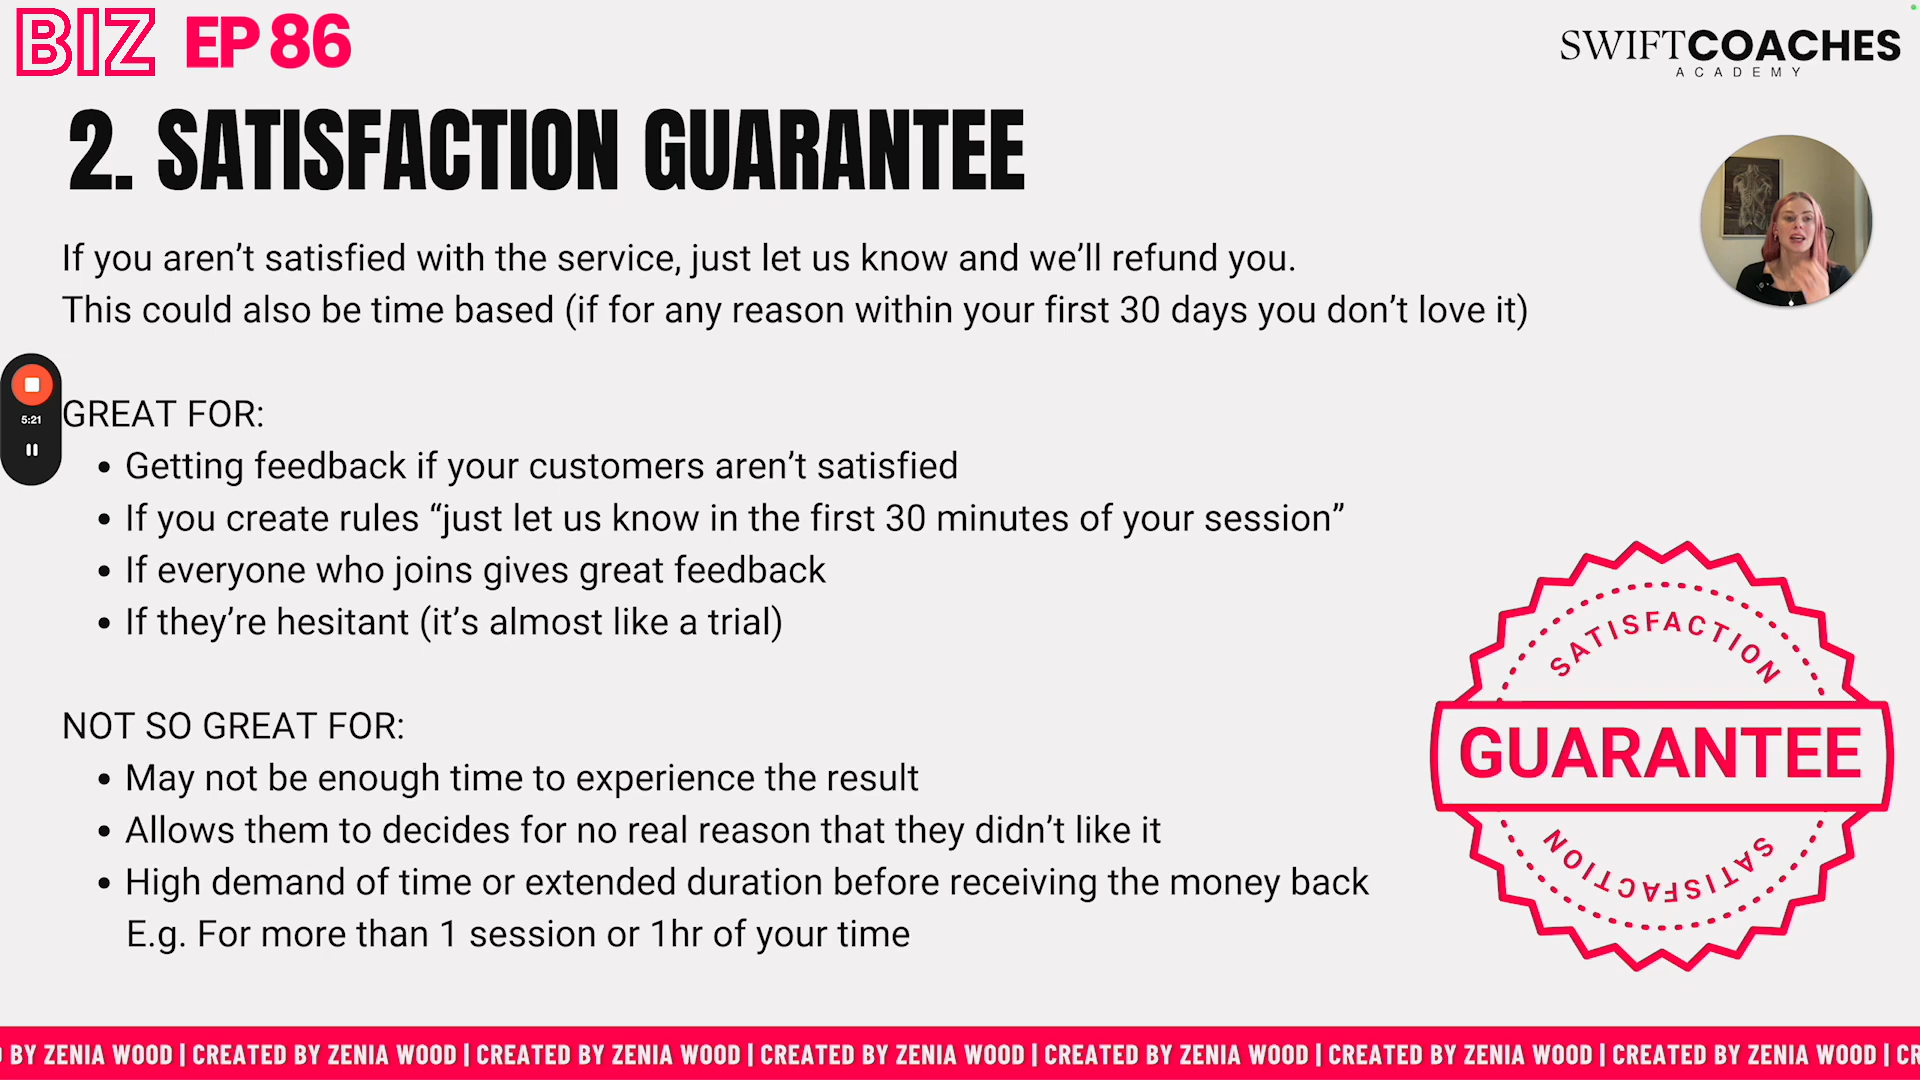 BIZ EP 86
SWIFTCOACHES
ACADEMY
2. SATISFACTION GUARANTEE
If you aren’t satisfied with the service, just let us know and we’ll refund you.
This could also be time based (if for any reason within your first 30 days you don’t love it)
5:21
GREAT FOR:
• Getting feedback if your customers aren’t satisfied
• If you create rules “just let us know in the first 30 minutes of your session”
• If everyone who joins gives great feedback
• If they’re hesitant (it’s almost like a trial)
NOT SO GREAT FOR:
• May not be enough time to experience the result
• Allows them to decides for no real reason that they didn’t like it
• High demand of time or extended duration before receiving the money back
E.g. For more than 1 session or 1hr of your time
SATISFACTION
GUARANTEE
SATISFACTION
D BY ZENIA WOOD | CREATED BY ZENIA WOOD | CREATED BY ZENIA WOOD | CREATED BY ZENIA WOOD | CREATED BY ZENIA WOOD | CREATED BY ZENIA WOOD | CREATED BY ZENIA WOOD | CR